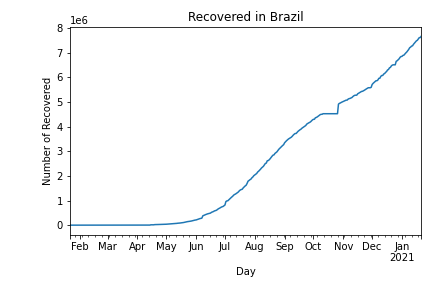 Recovered in Brazil
1e6
8
7
6
5
4
3
2
1
0
Number of Recovered
Feb Mar Apr May Jun Jul Aug Sep Oct Nov Dec Jan
2021
Day